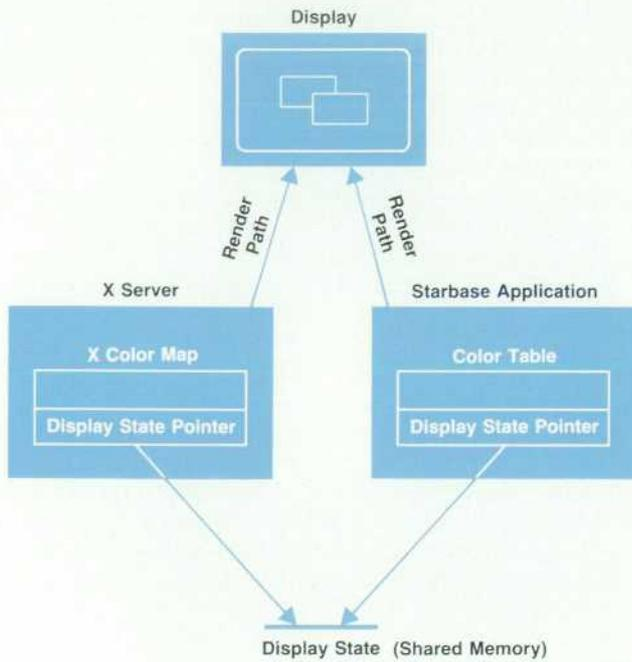 Display
Render
Path
Render
Path
X Server
Starbase Application
X Color Map
Display State Pointer
Color Table
Display State Pointer
Display State (Shared Memory)